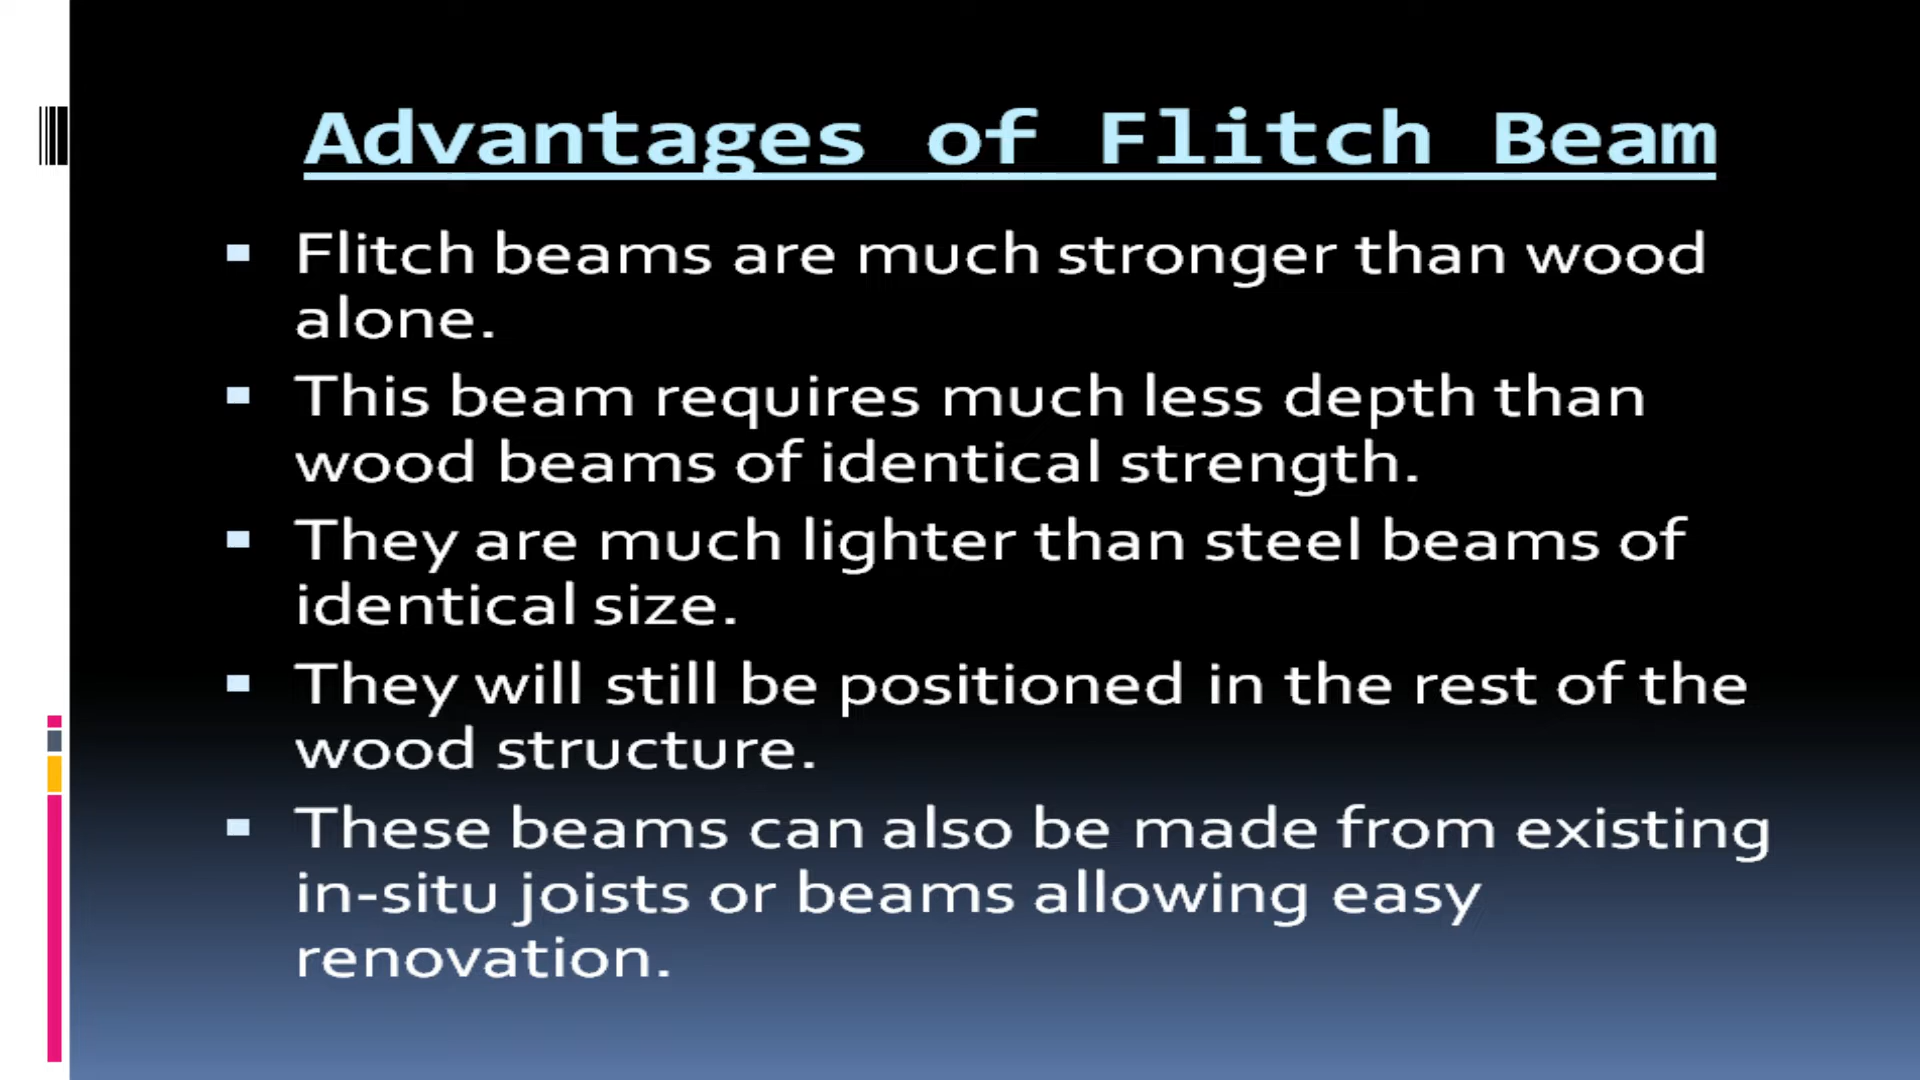 Advantages of Flitch Beam
▪ Flitch beams are much stronger than wood
alone.
▪ This beam requires much less depth than
wood beams of identical strength.
▪ They are much lighter than steel beams of
identical size.
▪ They will still be positioned in the rest of the
wood structure.
▪ These beams can also be made from existing
in-situ joists or beams allowing easy
renovation.